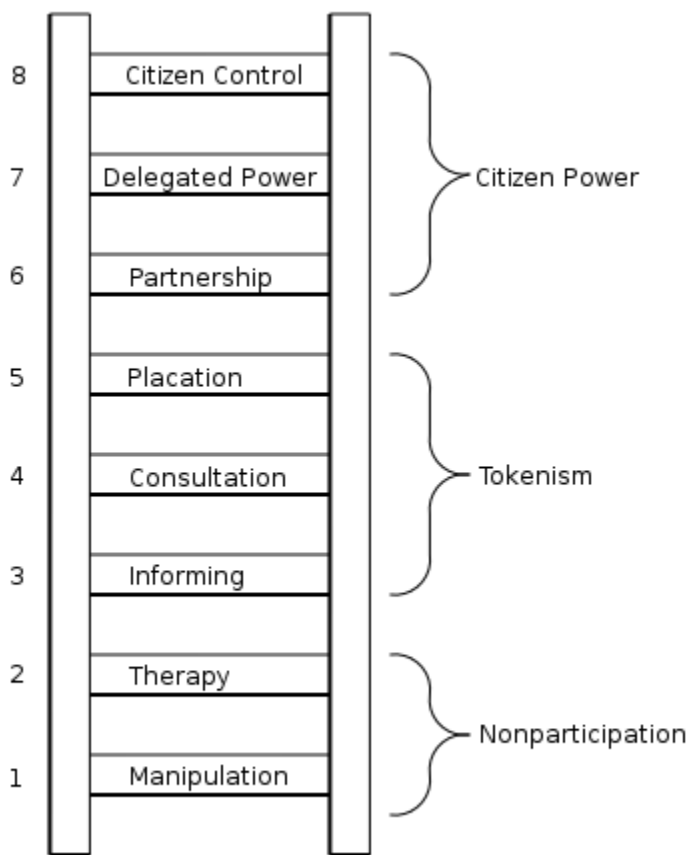 8 Citizen Control
7 Delegated Power
Citizen Power
6 Partnership
5 Placation
4 Consultation
Tokenism
3 Informing
2 Therapy
Nonparticipation
1 Manipulation